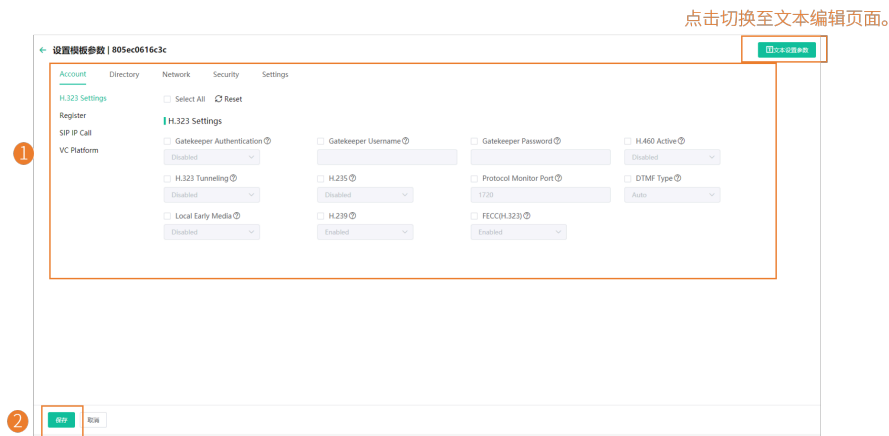 点击切换至文本编辑页面。
← 设置模板参数 | 805ec0616c3c
文本设置参数
Account Directory Network Security Settings
H.323 Settings
Register
SIP IP Call
VC Platform
Select All Reset
H.323 Settings
Gatekeeper Authentication Gatekeeper Username Gatekeeper Password H.460 Active
Disabled Disabled
H.323 Tunneling H.235 Protocol Monitor Port DTMF Type
Disabled Disabled 1720 Auto
Local Early Media H.239 FECC(H.323)
Disabled Enabled Enabled
1
2
保存 取消